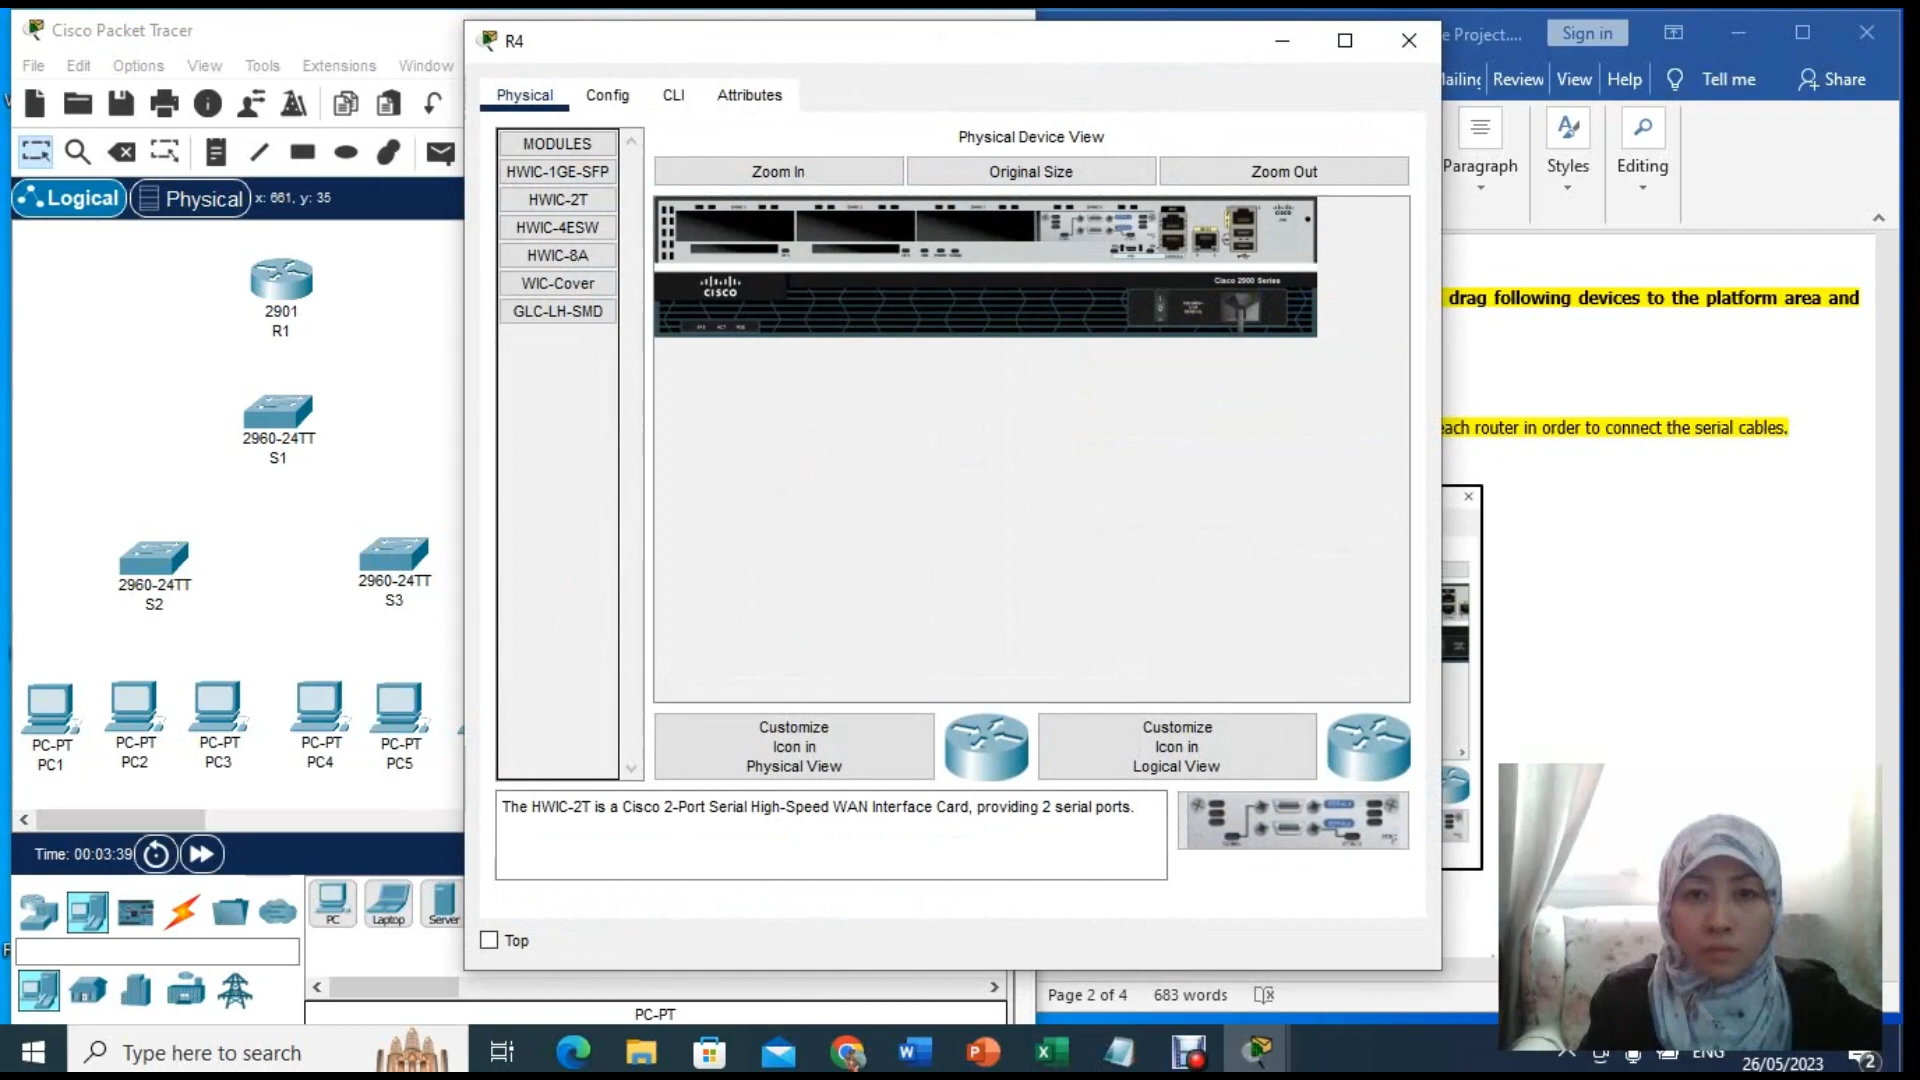 Cisco Packet Tracer
File Edit Options View Tools Extensions Window
Logical Physical x: 661, y: 35
2901
R1
2960-24TT
S1
2960-24TT
S2
2960-24TT
S3
PC-PT
PC1
PC-PT
PC2
PC-PT
PC3
PC-PT
PC4
PC-PT
PC5
Time: 00:03:39
PC Laptop Server
PC-PT
R4
Physical Config CLI Attributes
MODULES
HWIC-1GE-SFP
HWIC-2T
HWIC-4ESW
HWIC-8A
WIC-Cover
GLC-LH-SMD
Physical Device View
Zoom In Original Size Zoom Out
CISCO
Cisco 2900 Series
Customize
Icon in
Physical View
Customize
Icon in
Logical View
The HWIC-2T is a Cisco 2-Port Serial High-Speed WAN Interface Card, providing 2 serial ports.
Top
e Project.... Sign in
Review View Help Tell me Share
Paragraph Styles Editing
drag following devices to the platform area and
each router in order to connect the serial cables.
Page 2 of 4 683 words
Type here to search
ENG
26/05/2023
2